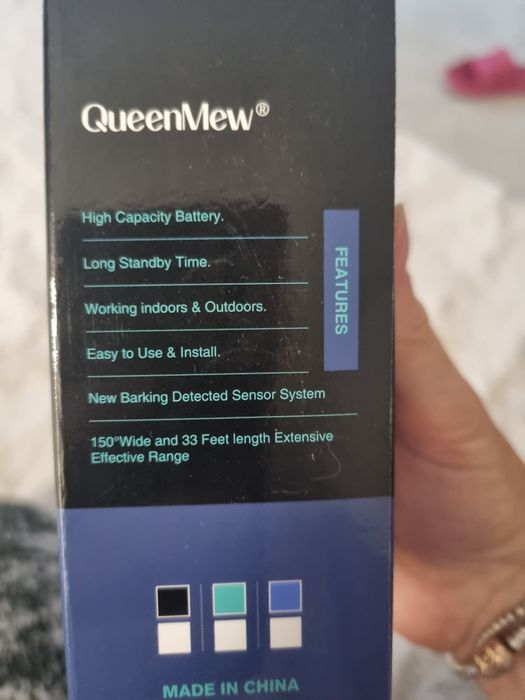 QueenMew®
High Capacity Battery.
Long Standby Time.
Working indoors & Outdoors.
Easy to Use & Install.
New Barking Detected Sensor System
150°Wide and 33 Feet length Extensive
Effective Range
FEATURES
MADE IN CHINA